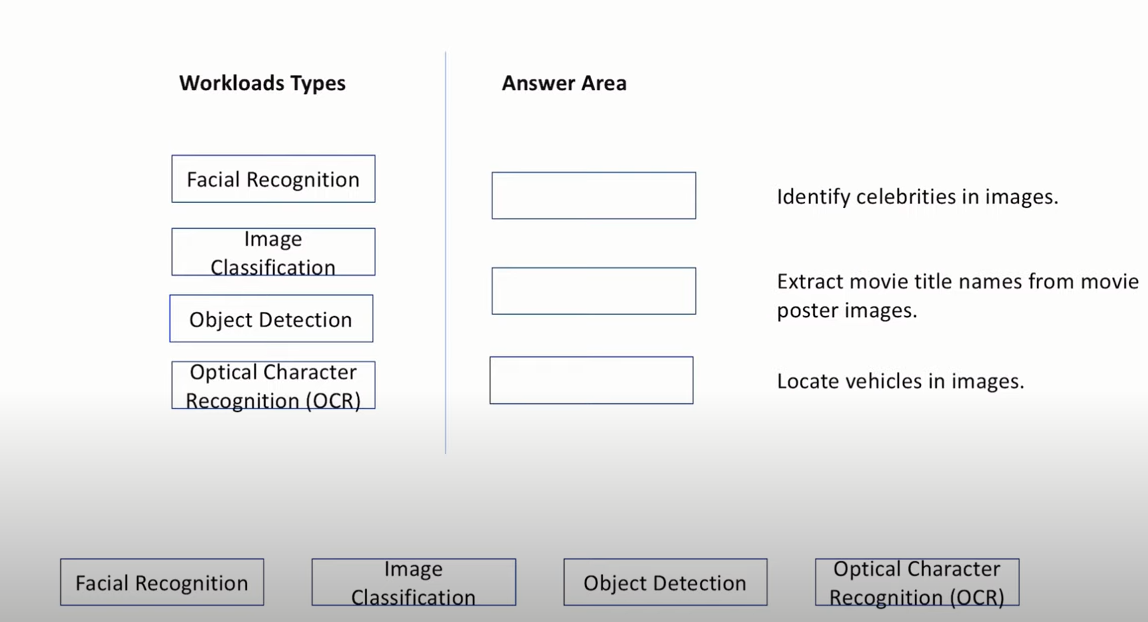 Workloads Types
Answer Area
Facial Recognition
Identify celebrities in images.
Image
Classification
Extract movie title names from movie
poster images.
Object Detection
Optical Character
Recognition (OCR)
Locate vehicles in images.
Facial Recognition
Image
Classification
Object Detection
Optical Character
Recognition (OCR)